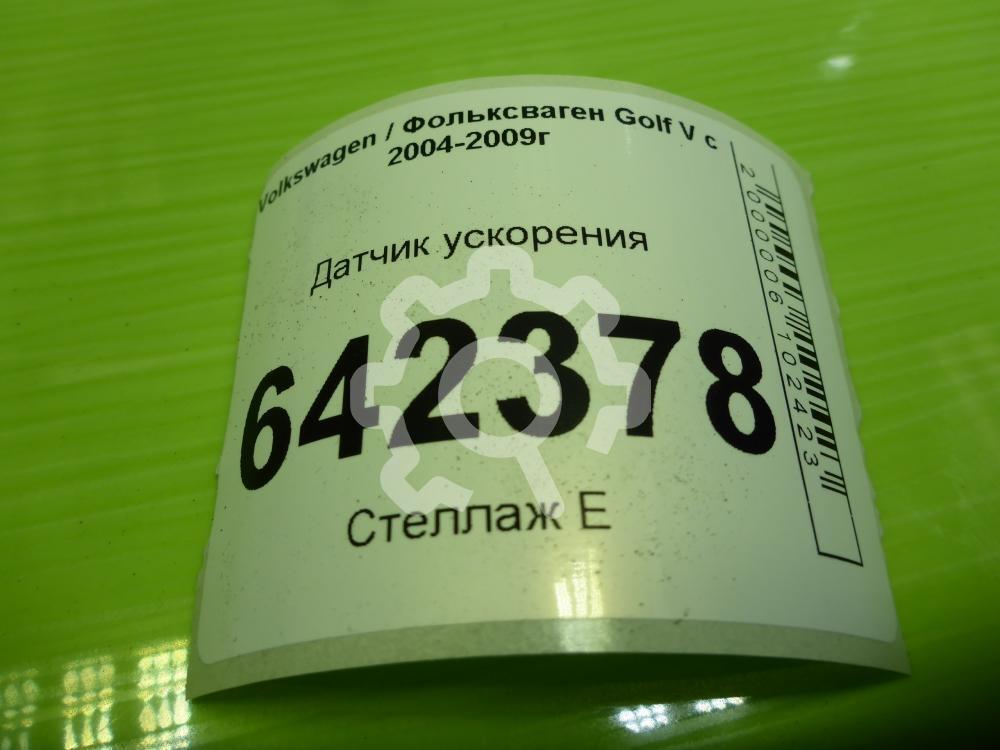 Volkswagen / Фольксваген Golf V с
2004-2009г
Датчик ускорения
642378
Стеллаж Е
2000006102423